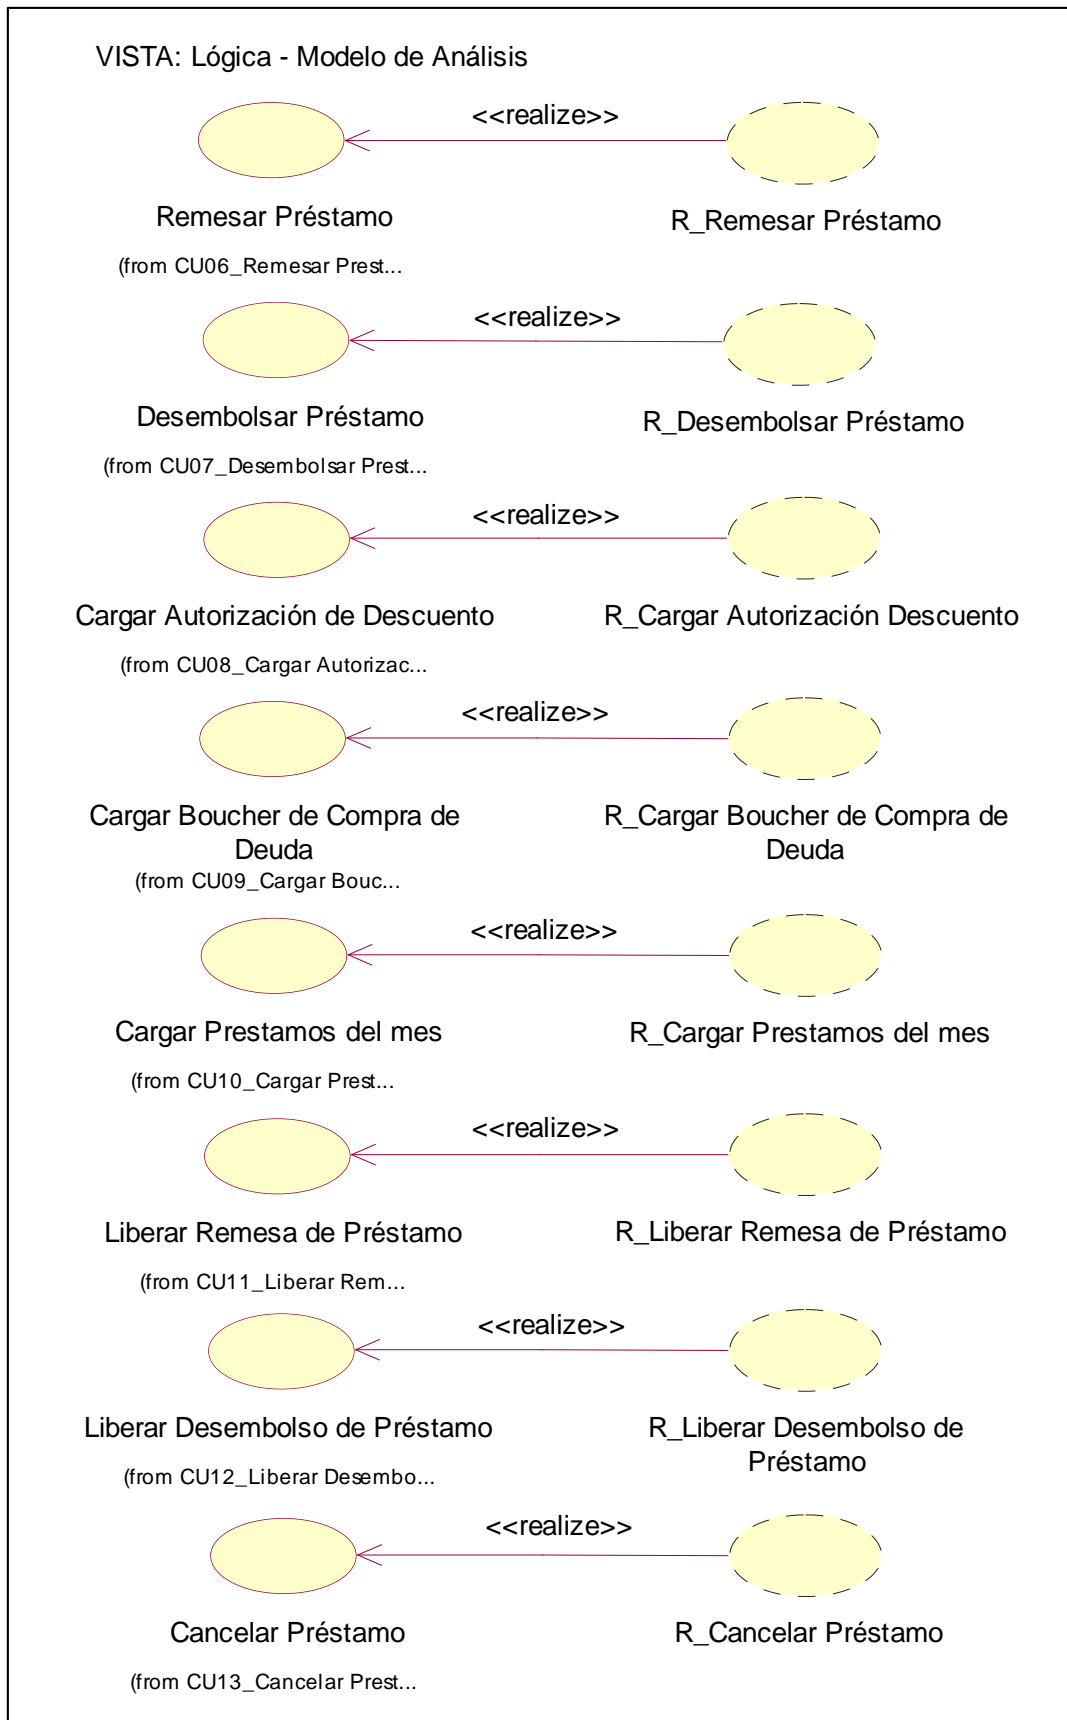 VISTA: Lógica - Modelo de Análisis
<<realize>>
Remesar Préstamo
R_Remesar Préstamo
(from CU06_Remesar Prest...
<<realize>>
Desembolsar Préstamo
R_Desembolsar Préstamo
(from CU07_Desembolsar Prest...
<<realize>>
Cargar Autorización de Descuento
R_Cargar Autorización Descuento
(from CU08_Cargar Autorizac...
<<realize>>
Cargar Boucher de Compra de
Deuda
R_Cargar Boucher de Compra de
Deuda
(from CU09_Cargar Bouc...
<<realize>>
Cargar Prestamos del mes
R_Cargar Prestamos del mes
(from CU10_Cargar Prest...
<<realize>>
Liberar Remesa de Préstamo
R_Liberar Remesa de Préstamo
(from CU11_Liberar Rem...
<<realize>>
Liberar Desembolso de Préstamo
R_Liberar Desembolso de
Préstamo
(from CU12_Liberar Desembo...
<<realize>>
Cancelar Préstamo
R_Cancelar Préstamo
(from CU13_Cancelar Prest...